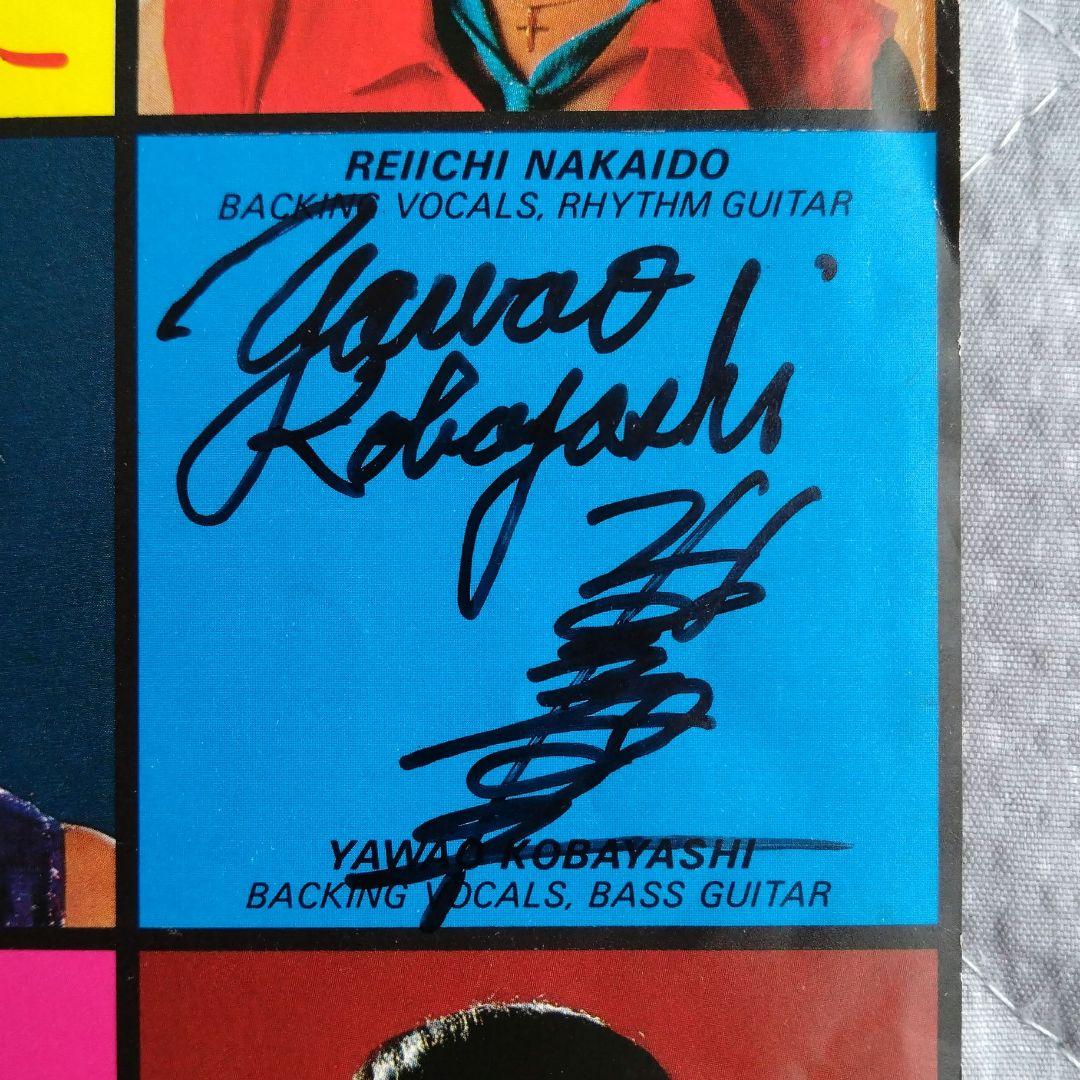 REIICHI NAKAIDO
BACKING VOCALS, RHYTHM GUITAR
Yawao
Kobayashi
YAWAO KOBAYASHI
BACKING VOCALS, BASS GUITAR